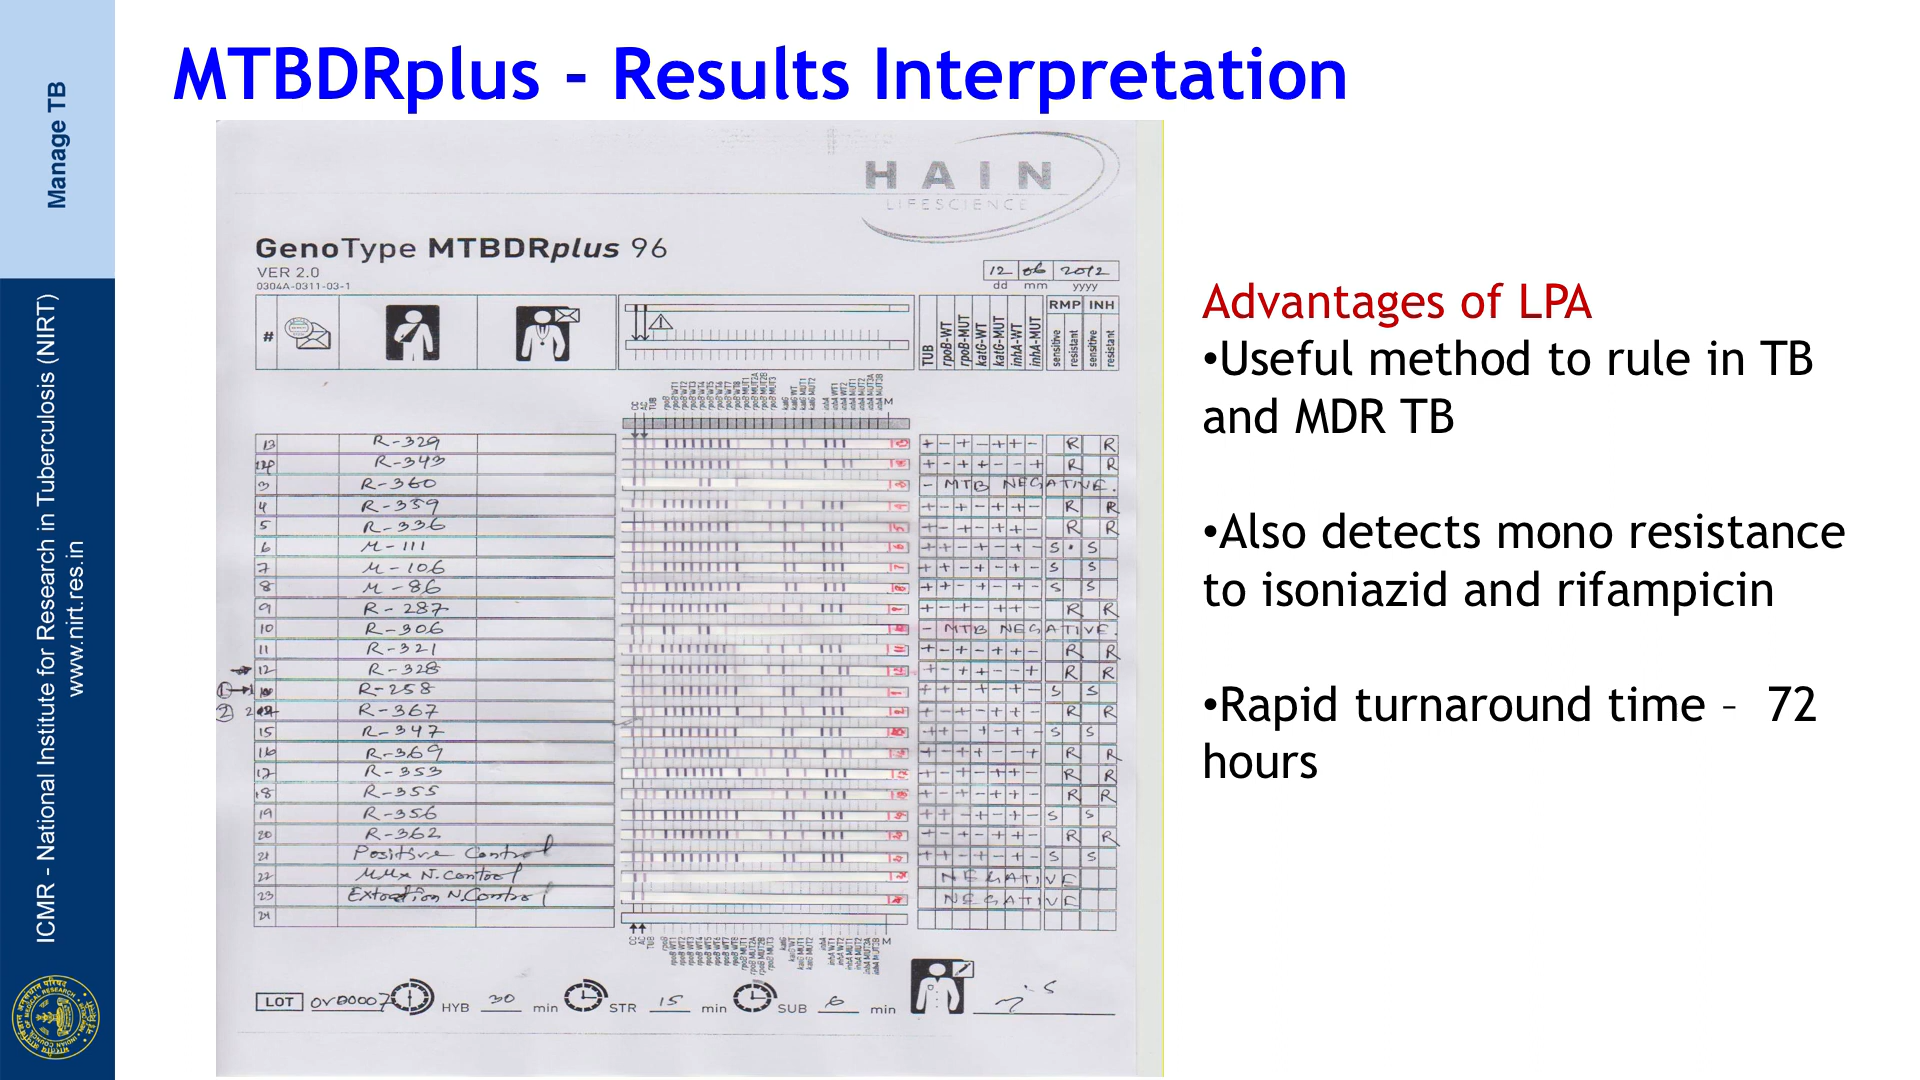 Manage TB
ICMR - National Institute for Research in Tuberculosis (NIRT)
www.nirt.res.in
MTBDRplus - Results Interpretation
HAIN
LIFESCIENCE
GenoType MTBDRplus 96
VER 2.0
0304A-0311-03-1
12 06 2012
dd mm yyyy
RMP INH
# TUB rpoB-WT rpoB-MUT katG-WT katG-MUT inhA-WT inhA-MUT sensitive resistant sensitive resistant
13 R-329 + - + - + + - R R
R-343 + - + + - - + R R
3 R-360 - MTB NEGATIVE.
4 R-359 R R
5 R-336 + - + - + + - R R
6 M-111 + + - + - + - S S
7 M-106 + + - + - + - S S
8 M-86 + + - + - + - S S
9 R-287 + - + - + + - R R
10 R-306 - MTB NEGATIVE.
11 R-321 + - + - + + - R R
12 R-328 + - + + - - + R R
1 R-258 + + - + - + - S S
2 R-367 + - + - + + - R R
15 R-347 + + - + - + - S S
16 R-369 + - + + - - + R R
17 R-353 + - + - + + - R R
18 R-355 + - + - + + - R R
19 R-356 + + - + - + - S S
20 R-362 + - + - + + - R R
21 Positive Control + + - + - + - S S
22 N. Control NEGATIVE
23 Extraction N. Control NEGATIVE
24
LOT HYB 30 min STR 15 min SUB 6 min
Advantages of LPA
•Useful method to rule in TB
and MDR TB
•Also detects mono resistance
to isoniazid and rifampicin
•Rapid turnaround time – 72
hours